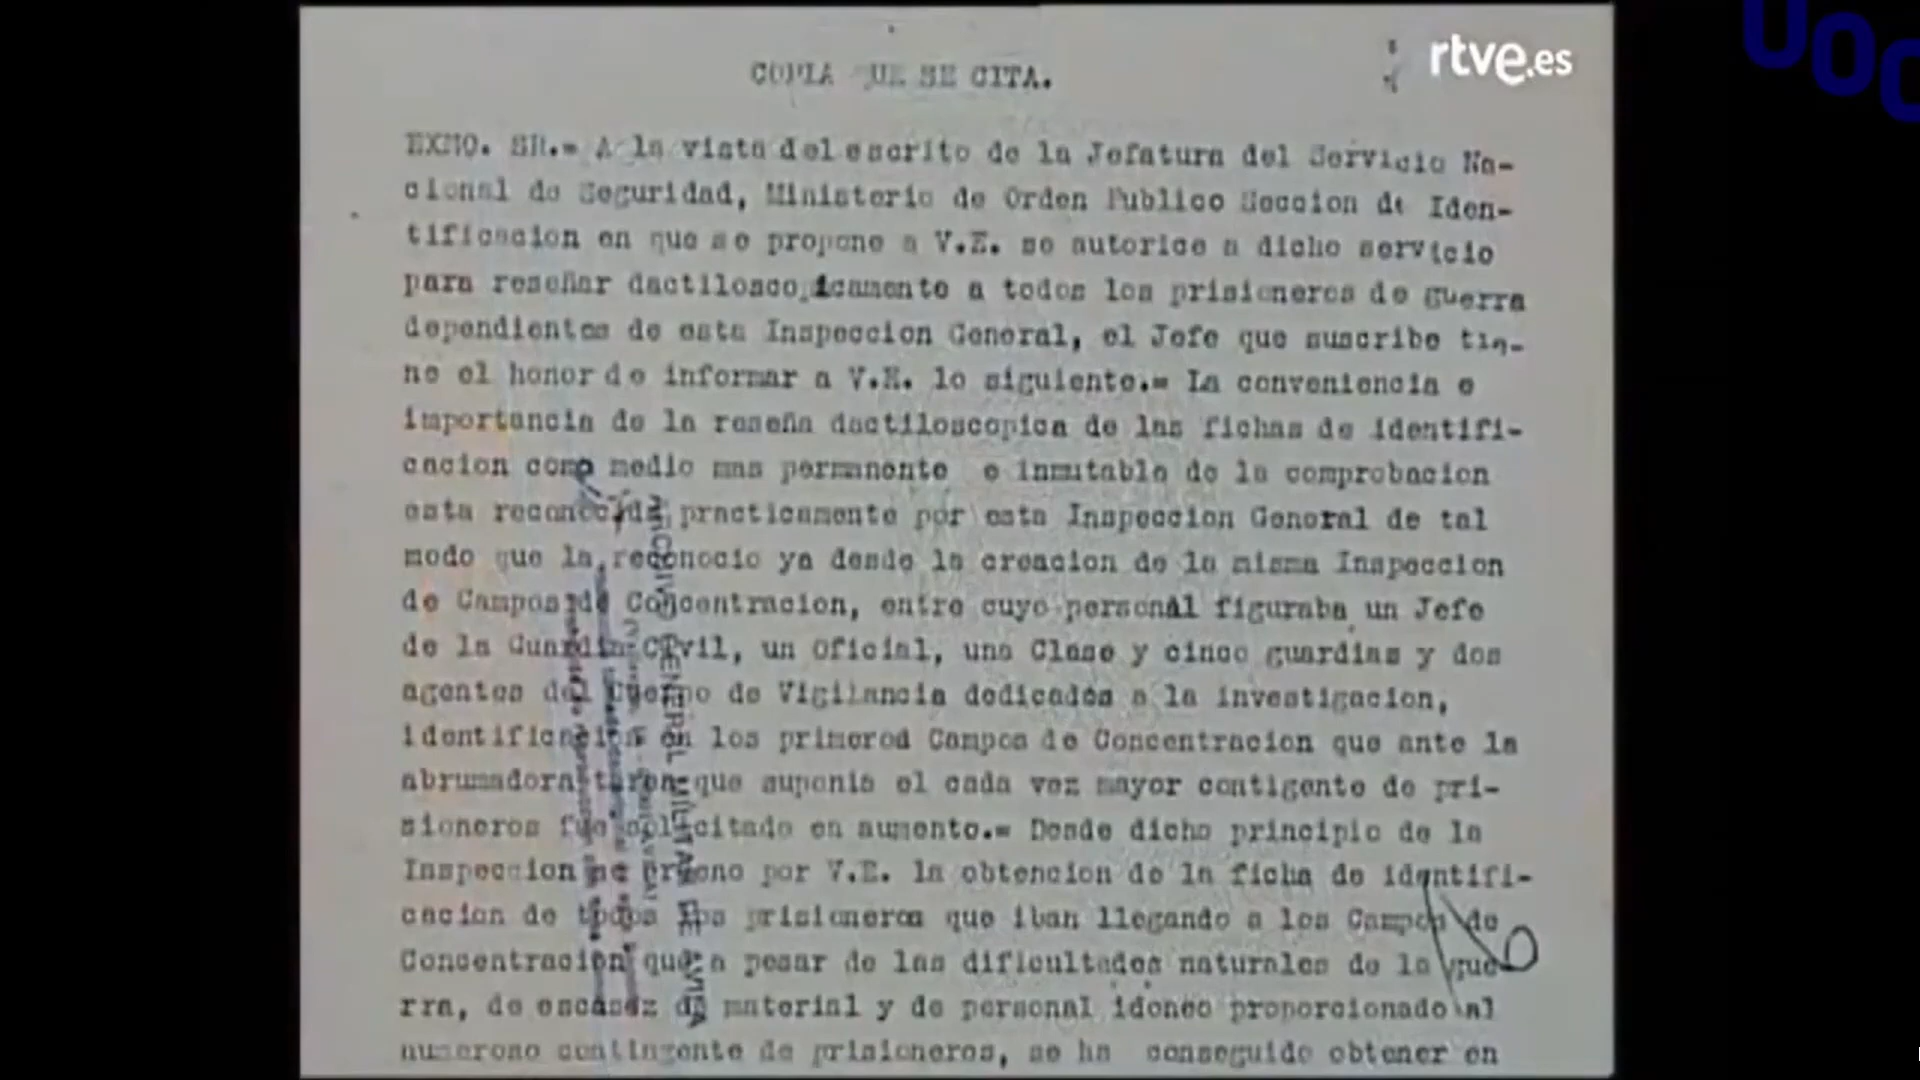 UOC
rtve.es
COPIA QUE SE CITA.
EXMO. SR.= A la vista del escrito de la Jefatura del Servicio Na-
cional de Seguridad, Ministerio de Orden Publico Seccion de Iden-
tificacion en que se propone a V.E. se autorice a dicho servicio
para reseñar dactiloscopicamente a todos los prisioneros de guerra
dependientes de esta Inspeccion General, el Jefe que suscribe tie-
ne el honor de informar a V.E. lo siguiente.= La conveniencia e
importancia de la reseña dactiloscopica de las fichas de identifi-
cacion como medio mas permanente e inmutable de la comprobacion
esta reconocida practicamente por esta Inspeccion General de tal
modo que la reconocio ya desde la creacion de la misma Inspeccion
de Campos de Concentracion, entre cuyo personal figuraba un Jefe
de la Guardia Civil, un Oficial, una Clase y cinco guardias y dos
agentes del Cuerpo de Vigilancia dedicados a la investigacion,
identificacion en los primeros Campos de Concentracion que ante la
abrumadora tarea que suponia el cada vez mayor contigente de pri-
sioneros fue solicitado en aumento.= Desde dicho principio de la
Inspeccion se ordeno por V.E. la obtencion de la ficha de identifi-
cacion de todos los prisioneros que iban llegando a los Campos de
Concentracion que a pesar de las dificultades naturales de la gue-
rra, de escasez de material y de personal idoneo proporcionado al
numeroso contingente de prisioneros, se ha conseguido obtener en
ARCHIVO GENERAL MILITAR DE AVILA